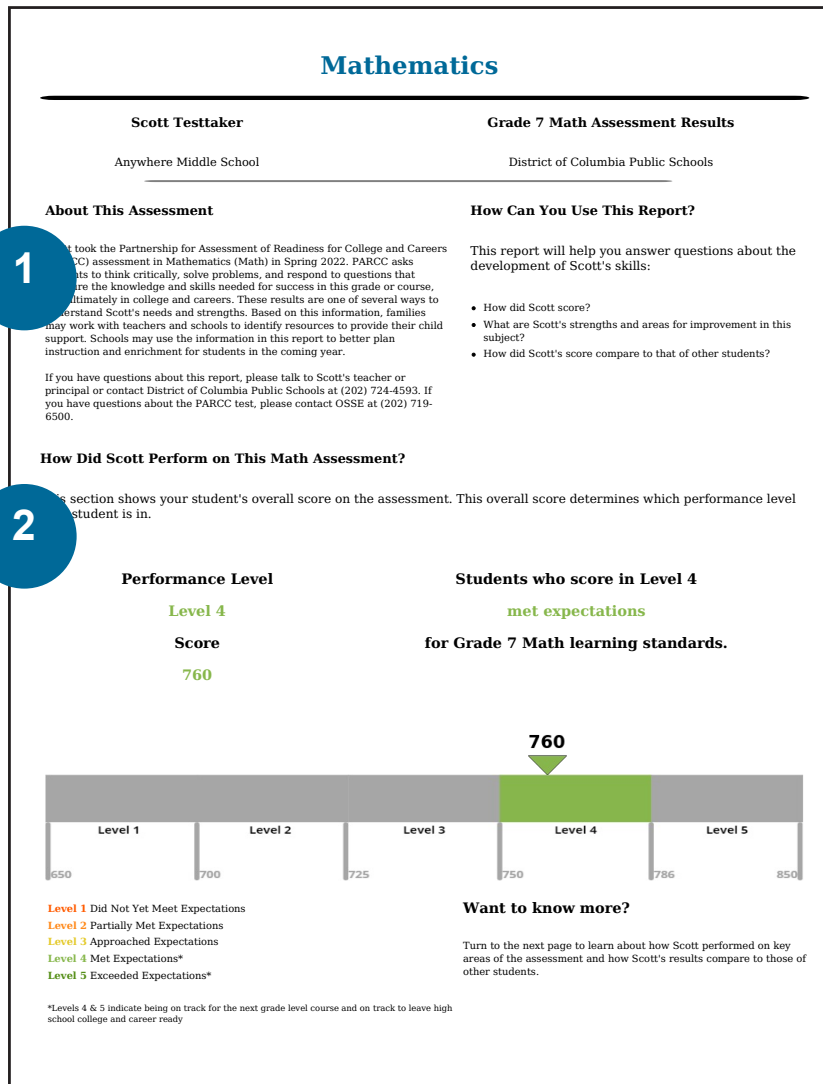 Mathematics
Scott Testtaker
Grade 7 Math Assessment Results
Anywhere Middle School
District of Columbia Public Schools
About This Assessment
1
took the Partnership for Assessment of Readiness for College and Careers
assessment in Mathematics (Math) in Spring 2022. PARCC asks
to think critically, solve problems, and respond to questions that
the knowledge and skills needed for success in this grade or course,
ultimately in college and careers. These results are one of several ways to
understand Scott's needs and strengths. Based on this information, families
may work with teachers and schools to identify resources to provide their child
support. Schools may use the information in this report to better plan
instruction and enrichment for students in the coming year.
If you have questions about this report, please talk to Scott's teacher or
principal or contact District of Columbia Public Schools at (202) 724-4593. If
you have questions about the PARCC test, please contact OSSE at (202) 719-
6500.
How Can You Use This Report?
This report will help you answer questions about the
development of Scott's skills:
• How did Scott score?
• What are Scott's strengths and areas for improvement in this
subject?
• How did Scott's score compare to that of other students?
How Did Scott Perform on This Math Assessment?
2
section shows your student's overall score on the assessment. This overall score determines which performance level
student is in.
Performance Level
Level 4
Score
760
Students who score in Level 4
met expectations
for Grade 7 Math learning standards.
760
Level 1 Level 2 Level 3 Level 4 Level 5
650 700 725 750 786 850
Level 1 Did Not Yet Meet Expectations
Level 2 Partially Met Expectations
Level 3 Approached Expectations
Level 4 Met Expectations*
Level 5 Exceeded Expectations*
*Levels 4 & 5 indicate being on track for the next grade level course and on track to leave high
school college and career ready
Want to know more?
Turn to the next page to learn about how Scott performed on key
areas of the assessment and how Scott's results compare to those of
other students.